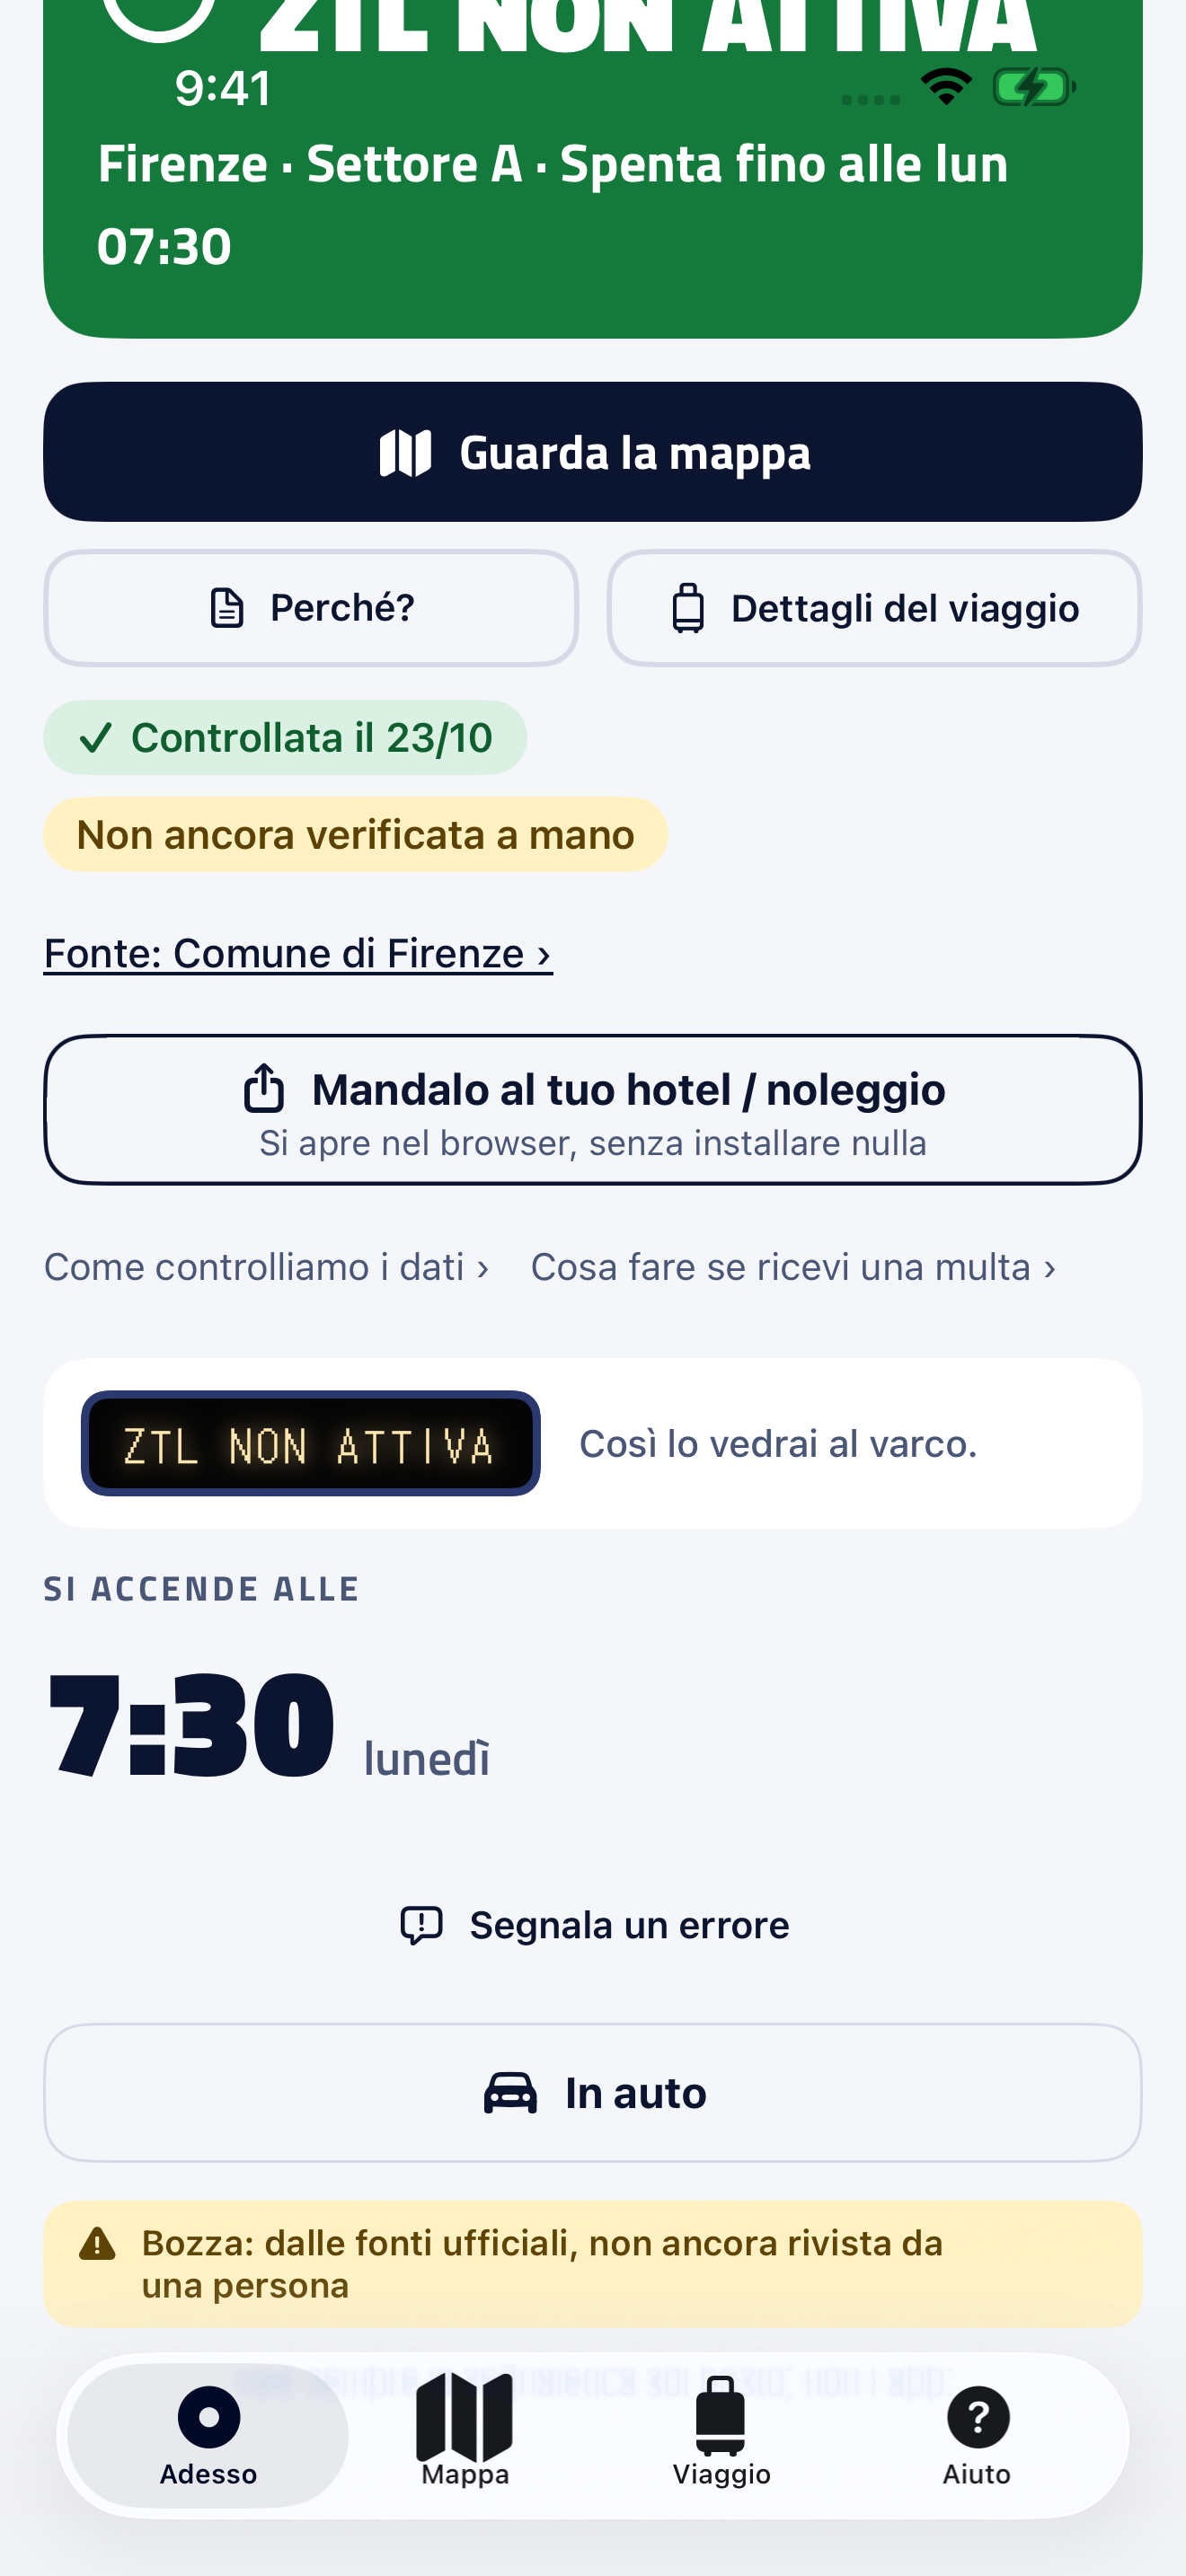 ZTL NON ATTIVA
9:41
Firenze · Settore A · Spenta fino alle lun
07:30
Guarda la mappa
Perché?
Dettagli del viaggio
Controllata il 23/10
Non ancora verificata a mano
Fonte: Comune di Firenze ›
Mandalo al tuo hotel / noleggio
Si apre nel browser, senza installare nulla
Come controlliamo i dati ›
Cosa fare se ricevi una multa ›
ZTL NON ATTIVA
Così lo vedrai al varco.
SI ACCENDE ALLE
7:30 lunedì
Segnala un errore
In auto
Bozza: dalle fonti ufficiali, non ancora rivista da
una persona
Adesso
Mappa
Viaggio
Aiuto